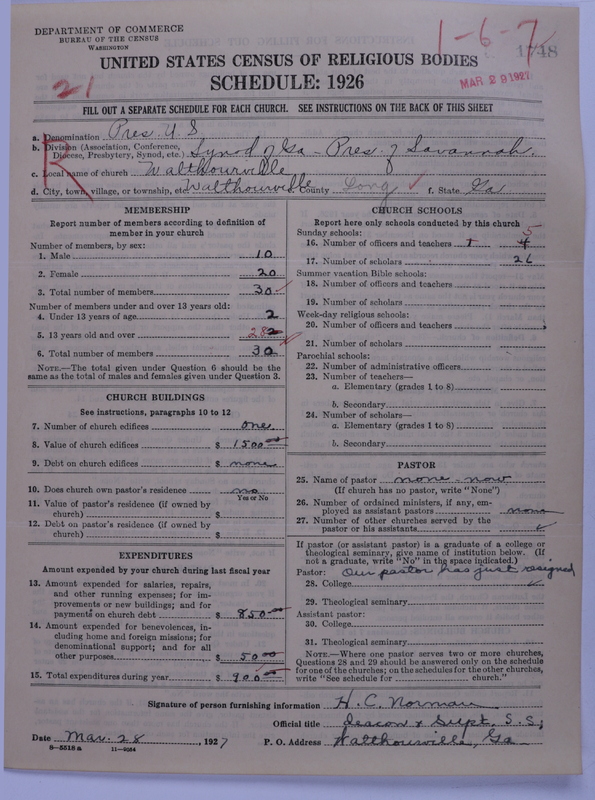 DEPARTMENT OF COMMERCE
BUREAU OF THE CENSUS
WASHINGTON
1-6-7
1748
UNITED STATES CENSUS OF RELIGIOUS BODIES
SCHEDULE: 1926
21
MAR 29 1927
FILL OUT A SEPARATE SCHEDULE FOR EACH CHURCH. SEE INSTRUCTIONS ON THE BACK OF THIS SHEET
R
a. Denomination Pres. U. S.
b. Division (Association, Conference, Diocese, Presbytery, Synod, etc.) Synod of Ga - Pres. of Savannah
c. Local name of church Walthourville
d. City, town, village, or township, etc. Walthourville County Long ✓ f. State Ga
MEMBERSHIP
Report number of members according to definition of member in your church
Number of members, by sex:
1. Male 10
2. Female 20
3. Total number of members 30 ✓
Number of members under and over 13 years old:
4. Under 13 years of age 2
5. 13 years old and over 28
6. Total number of members 30
NOTE.—The total given under Question 6 should be the same as the total of males and females given under Question 3.
CHURCH BUILDINGS
See instructions, paragraphs 10 to 12
7. Number of church edifices one
8. Value of church edifices $ 1500 00
9. Debt on church edifices $ none
10. Does church own pastor's residence no
Yes or No
11. Value of pastor's residence (if owned by church) $
12. Debt on pastor's residence (if owned by church) $
EXPENDITURES
Amount expended by your church during last fiscal year
13. Amount expended for salaries, repairs, and other running expenses; for improvements or new buildings; and for payments on church debt $ 850 00
14. Amount expended for benevolences, including home and foreign missions; for denominational support; and for all other purposes $ 50 00
15. Total expenditures during year $ 900 00
CHURCH SCHOOLS
Report here only schools conducted by this church
Sunday schools:
5
16. Number of officers and teachers 1 4
17. Number of scholars 26
Summer vacation Bible schools:
18. Number of officers and teachers
19. Number of scholars
Week-day religious schools:
20. Number of officers and teachers
21. Number of scholars
Parochial schools:
22. Number of administrative officers
23. Number of teachers—
a. Elementary (grades 1 to 8)
b. Secondary
24. Number of scholars—
a. Elementary (grades 1 to 8)
b. Secondary
PASTOR
25. Name of pastor none - now
(If church has no pastor, write "None")
26. Number of ordained ministers, if any, employed as assistant pastors none
27. Number of other churches served by the pastor or his assistants ✓
If pastor (or assistant pastor) is a graduate of a college or theological seminary, give name of institution below. (If not a graduate, write "No" in the space indicated.)
Pastor: Our pastor has just resigned
28. College ✓
29. Theological seminary
Assistant pastor:
30. College
31. Theological seminary
NOTE.—Where one pastor serves two or more churches, Questions 28 and 29 should be answered only on the schedule for one of the churches; on the schedules for the other churches, write "See schedule for ............ church."
Signature of person furnishing information H. C. Norman
Official title Deacon & Supt. S. S.
Date Mar. 28, 1927 P. O. Address Walthourville, Ga
8-5518a 11-9264